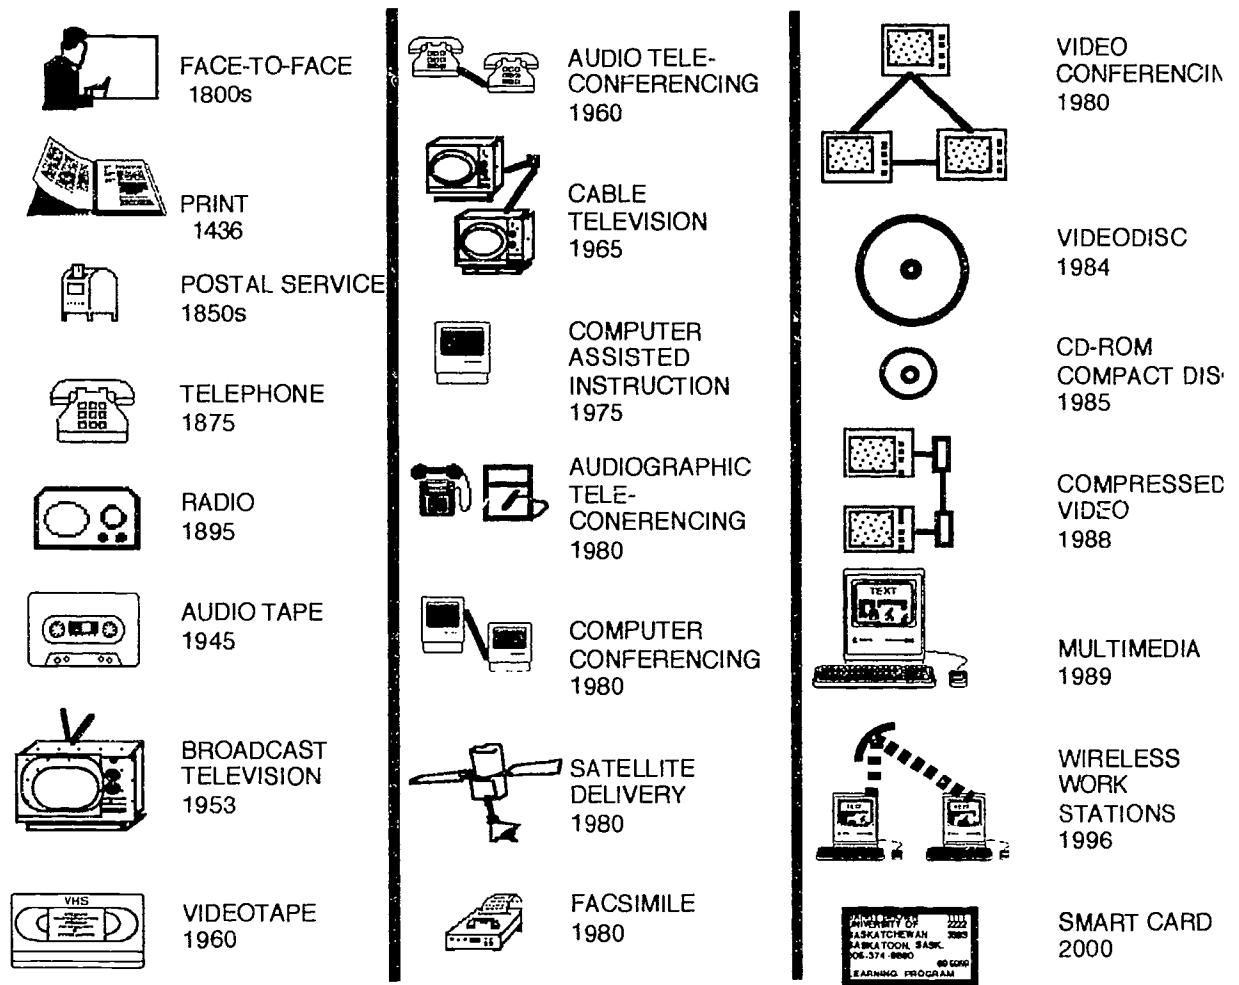 FACE-TO-FACE
1800s
PRINT
1436
POSTAL SERVICE
1850s
TELEPHONE
1875
RADIO
1895
AUDIO TAPE
1945
BROADCAST
TELEVISION
1953
VHS
VIDEOTAPE
1960
AUDIO TELE-
CONFERENCING
1960
CABLE
TELEVISION
1965
COMPUTER
ASSISTED
INSTRUCTION
1975
AUDIOGRAPHIC
TELE-
CONERENCING
1980
COMPUTER
CONFERENCING
1980
SATELLITE
DELIVERY
1980
FACSIMILE
1980
VIDEO
CONFERENCIN
1980
VIDEODISC
1984
CD-ROM
COMPACT DIS
1985
COMPRESSED
VIDEO
1988
TEXT
MULTIMEDIA
1989
WIRELESS
WORK
STATIONS
1996
UNIVERSITY OF 2222
SASKATCHEWAN
SASKATOON, SASK.
LEARNING PROGRAM
SMART CARD
2000